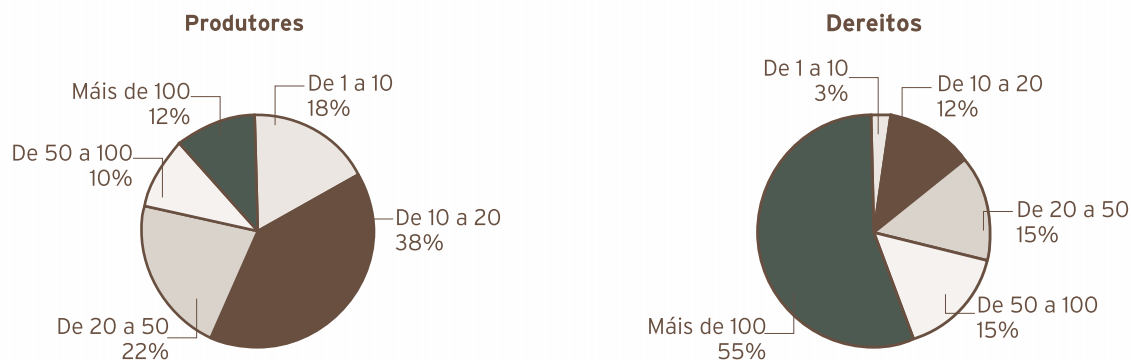 Produtores
De 1 a 10
18%
Máis de 100
12%
De 50 a 100
10%
De 10 a 20
38%
De 20 a 50
22%
Dereitos
De 1 a 10
3%
De 10 a 20
12%
De 20 a 50
15%
De 50 a 100
15%
Máis de 100
55%